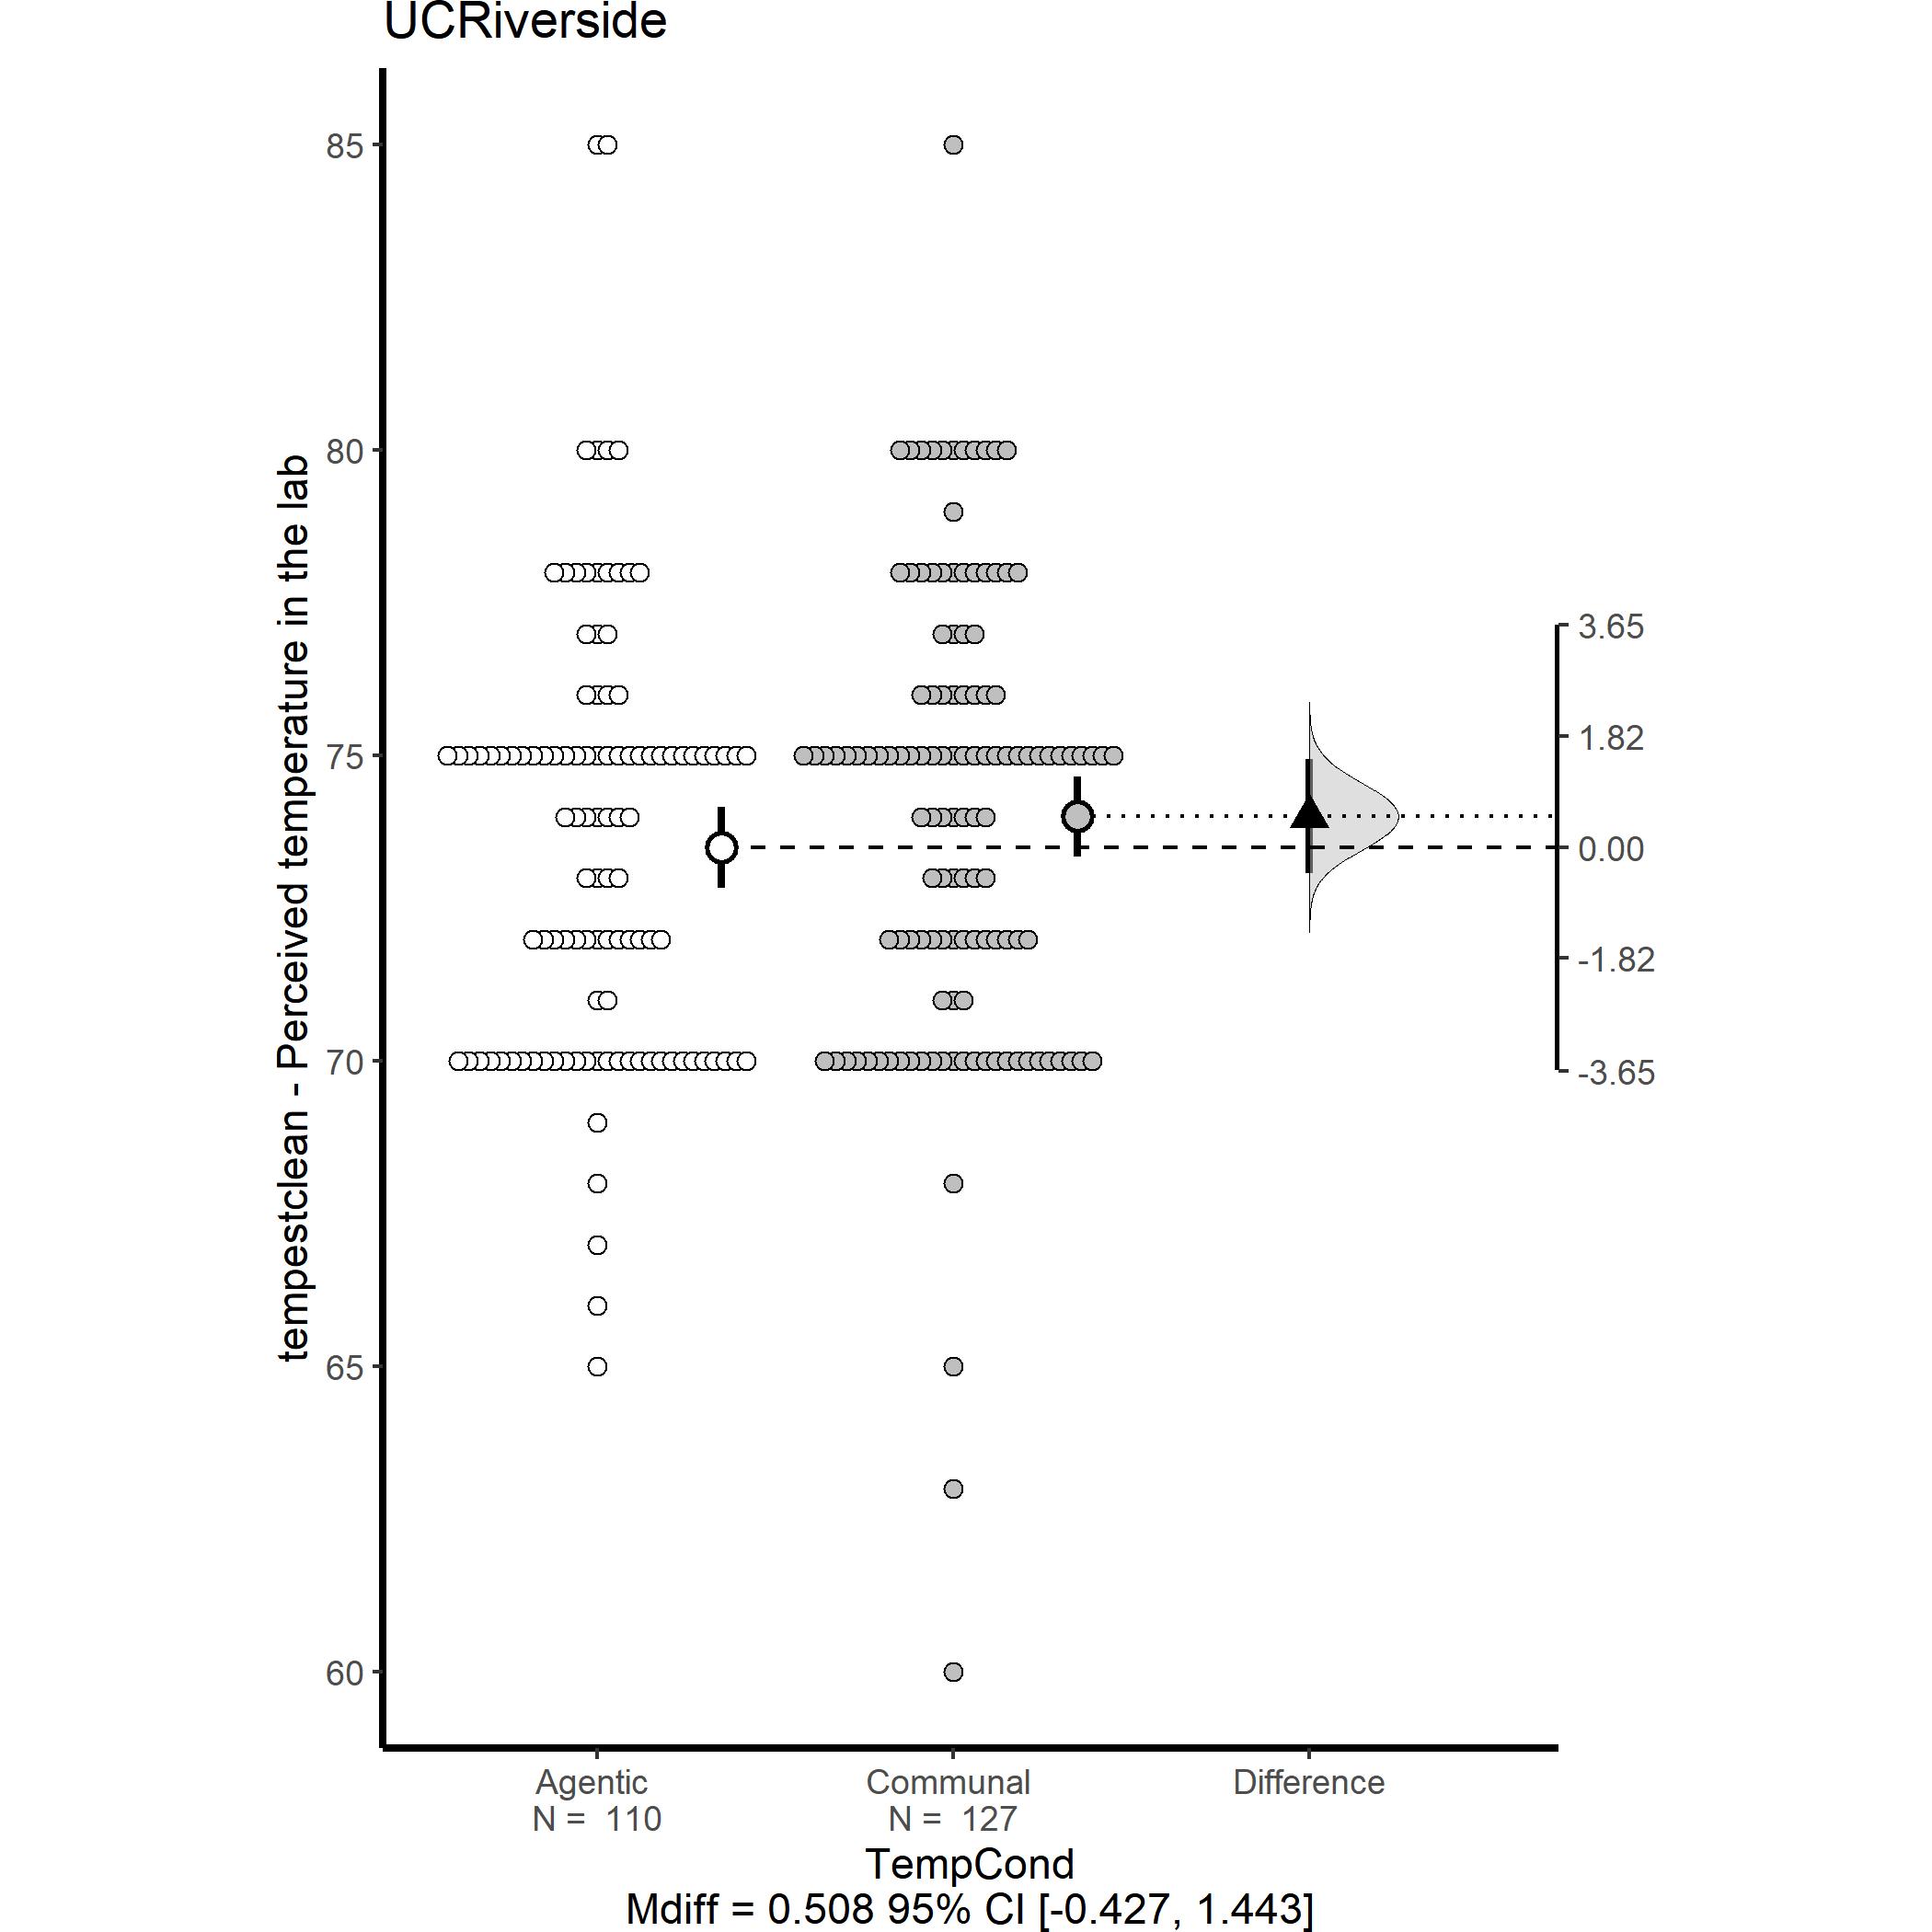 UCRiverside
tempestclean - Perceived temperature in the lab
85
80
75
70
65
60
3.65
1.82
0.00
-1.82
-3.65
Agentic
N =  110
Communal
N =  127
Difference
TempCond
Mdiff = 0.508 95% CI [-0.427, 1.443]